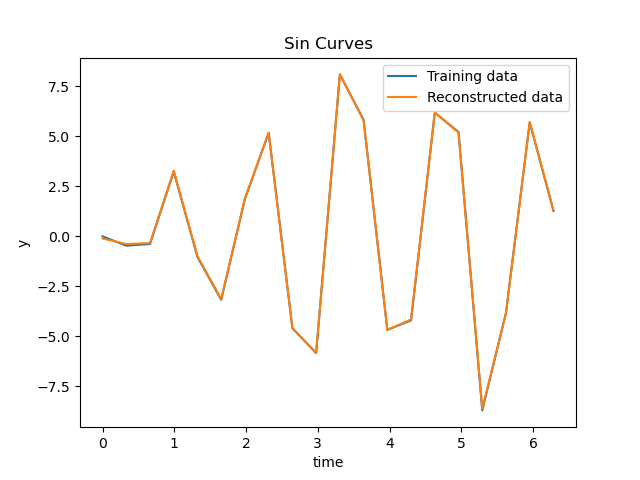 Sin Curves
Training data
Reconstructed data
7.5
5.0
2.5
0.0
−2.5
−5.0
−7.5
y
0 1 2 3 4 5 6
time